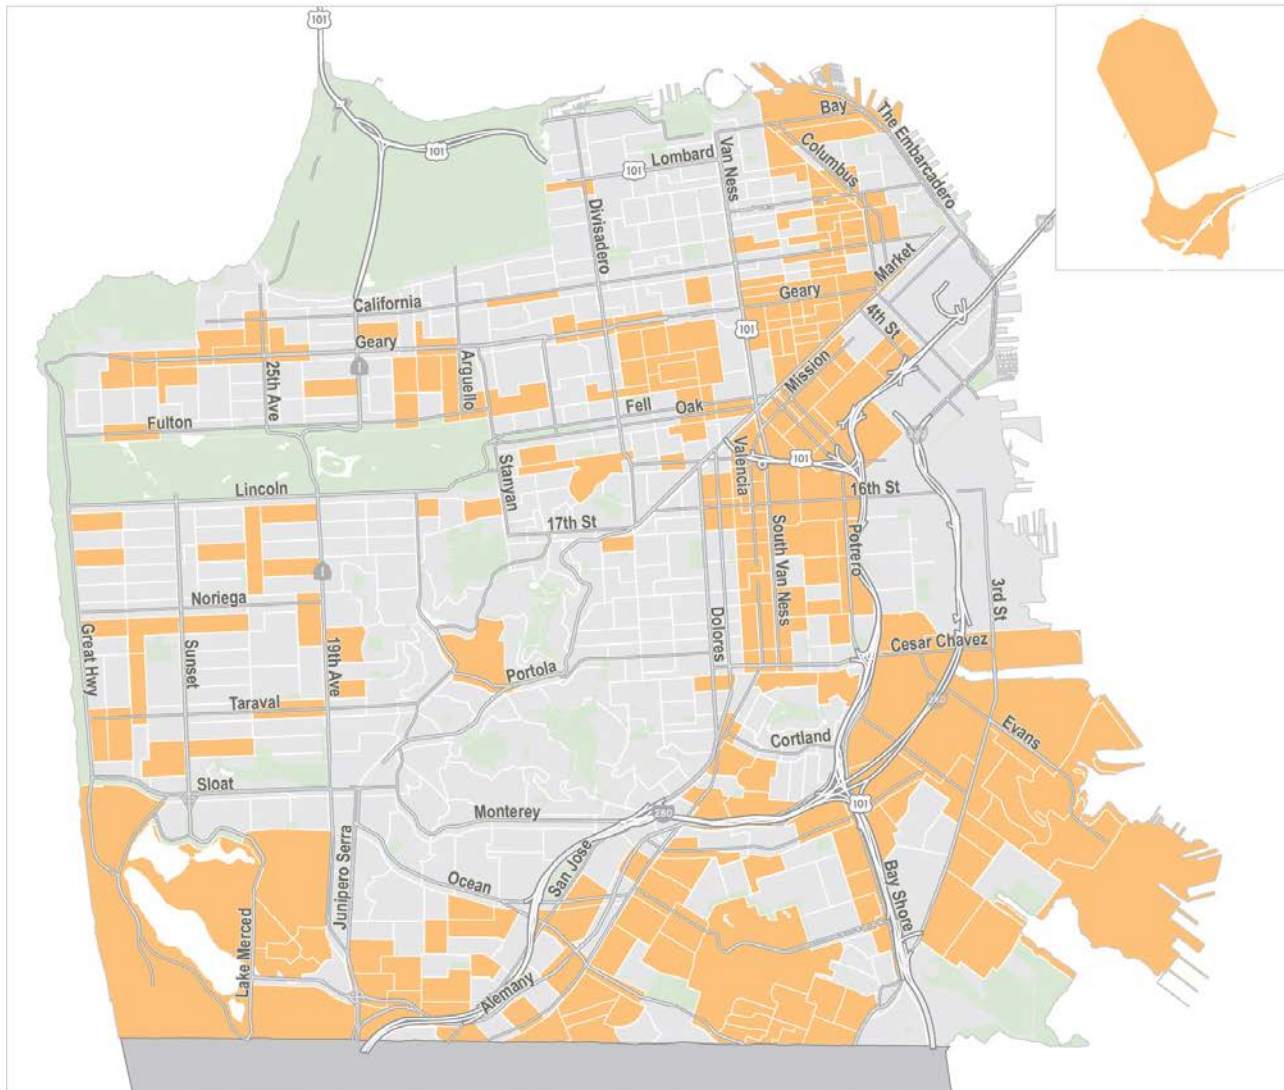 101
Bay
The Embarcadero
Van Ness
Columbus
101
Lombard
101
Divisadero
Market
California
Geary
101
4th St
Geary
25th Ave
1
Arguello
Mission
Fulton
Fell
Oak
Valencia
101
Stanyan
Lincoln
16th St
17th St
South Van Ness
Potrero
1
3rd St
Noriega
Dolores
Great Hwy
Sunset
19th Ave
Cesar Chavez
Portola
Taraval
Evans
Cortland
Sloat
Monterey
280
101
Junipero Serra
Ocean
San Jose
Bay Shore
Lake Merced
Alemany